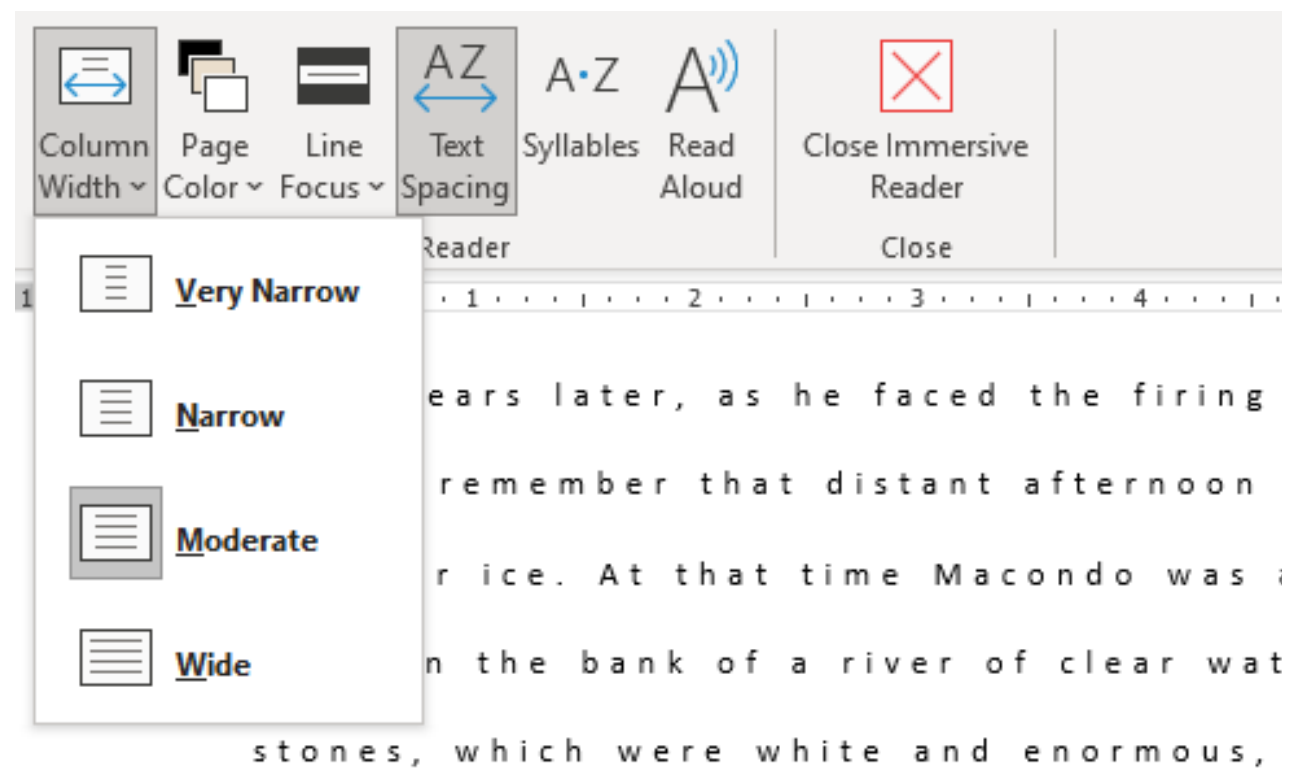 AZ A·Z A
Column Page Line Text Syllables Read Close Immersive
Width Color Focus Spacing Aloud Reader
Reader Close
1 1 2 3 4
Very Narrow
Narrow
Moderate
Wide
ears later, as he faced the firing
remember that distant afternoon
r ice. At that time Macondo was
n the bank of a river of clear wat
stones, which were white and enormous,